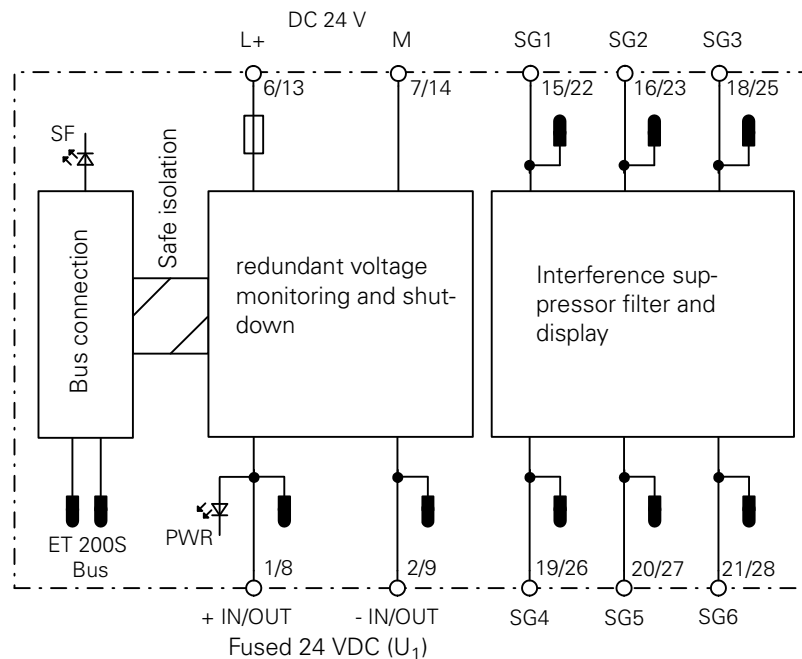 DC 24 V
L+
M
SG1
SG2
SG3
6/13
7/14
15/22
16/23
18/25
SF
Safe isolation
Bus connection
redundant voltage
monitoring and shut-
down
Interference sup-
pressor filter and
display
PWR
ET 200S
Bus
1/8
2/9
19/26
20/27
21/28
+ IN/OUT
- IN/OUT
SG4
SG5
SG6
Fused 24 VDC (U₁)